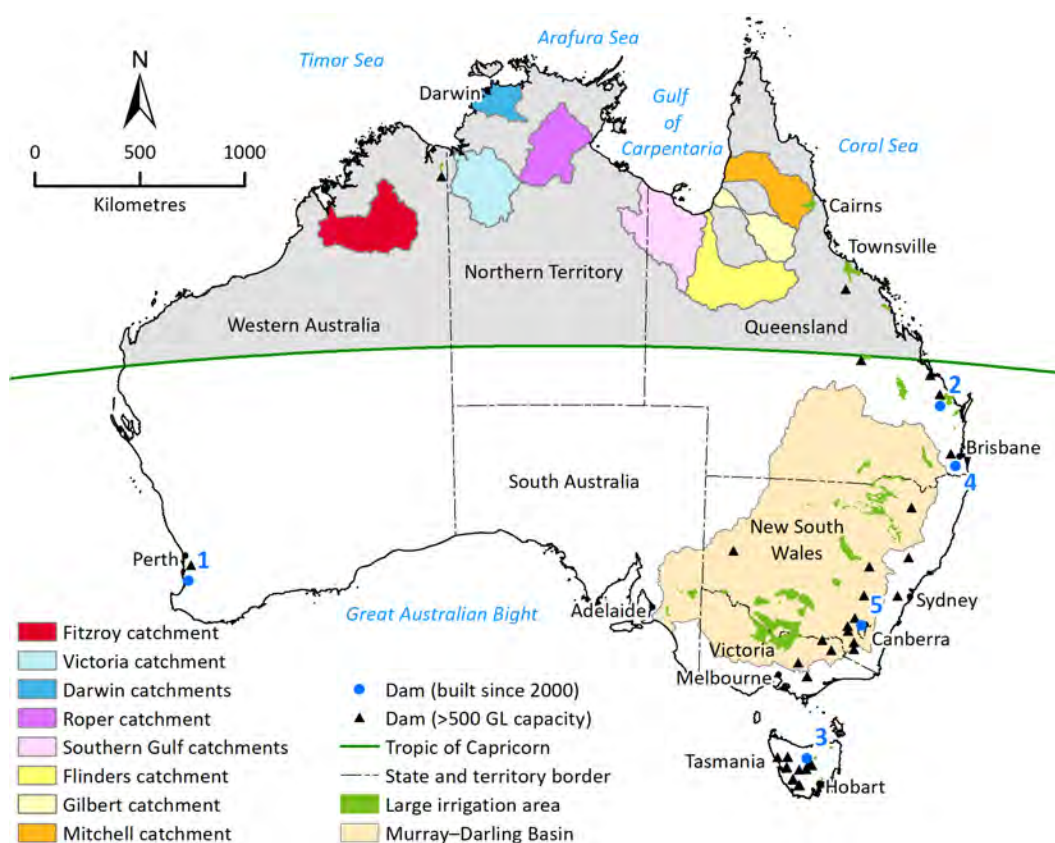 Arafura Sea
Timor Sea
N
Darwin
Gulf
of
Carpentaria
Coral Sea
0 500 1000
Kilometres
Cairns
Townsville
Northern Territory
Western Australia
Queensland
2
Brisbane
4
South Australia
New South
Wales
Perth
1
Sydney
Great Australian Bight
Adelaide
5
Canberra
Victoria
Melbourne
3
Tasmania
Hobart
Fitzroy catchment
Victoria catchment
Darwin catchments
Roper catchment
Southern Gulf catchments
Flinders catchment
Gilbert catchment
Mitchell catchment
Dam (built since 2000)
Dam (>500 GL capacity)
Tropic of Capricorn
State and territory border
Large irrigation area
Murray–Darling Basin